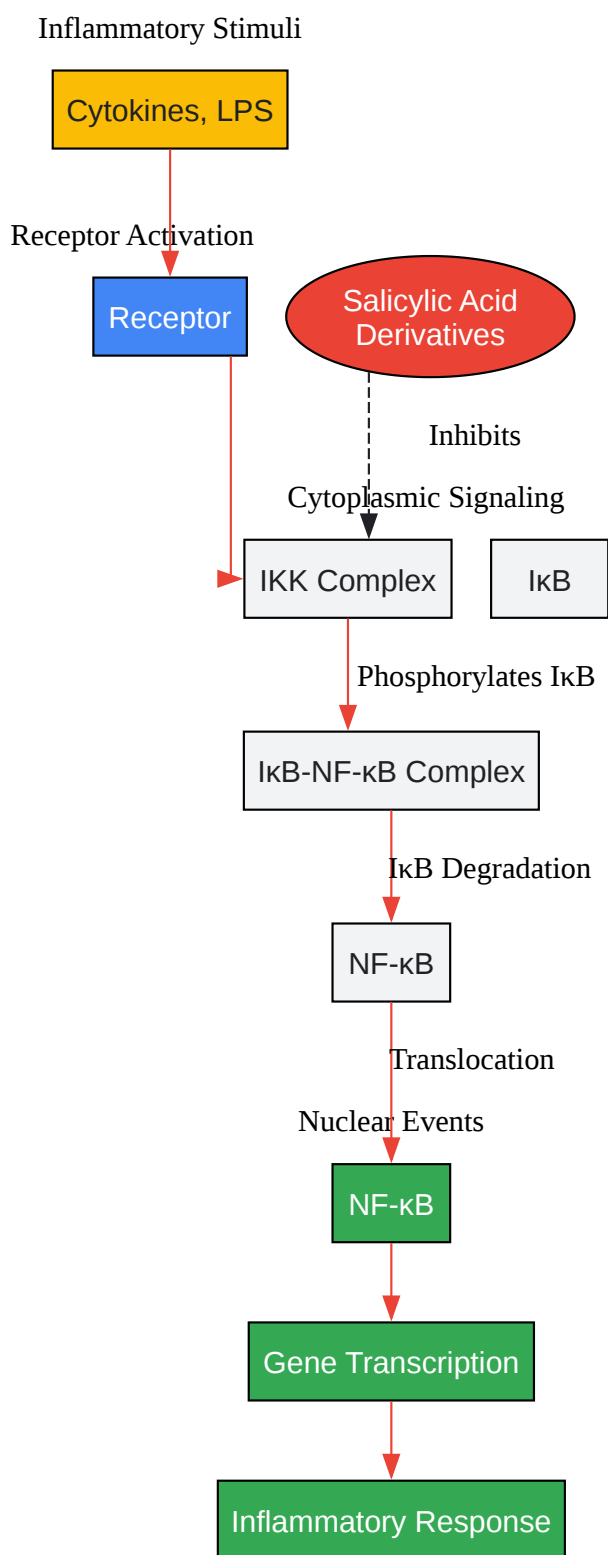 Inflammatory Stimuli
Cytokines, LPS
Receptor Activation
Receptor
Salicylic Acid
Derivatives
Inhibits
Cytoplasmic Signaling
IKK Complex
IκB
Phosphorylates IκB
IκB-NF-κB Complex
IκB Degradation
NF-κB
Translocation
Nuclear Events
NF-κB
Gene Transcription
Inflammatory Response